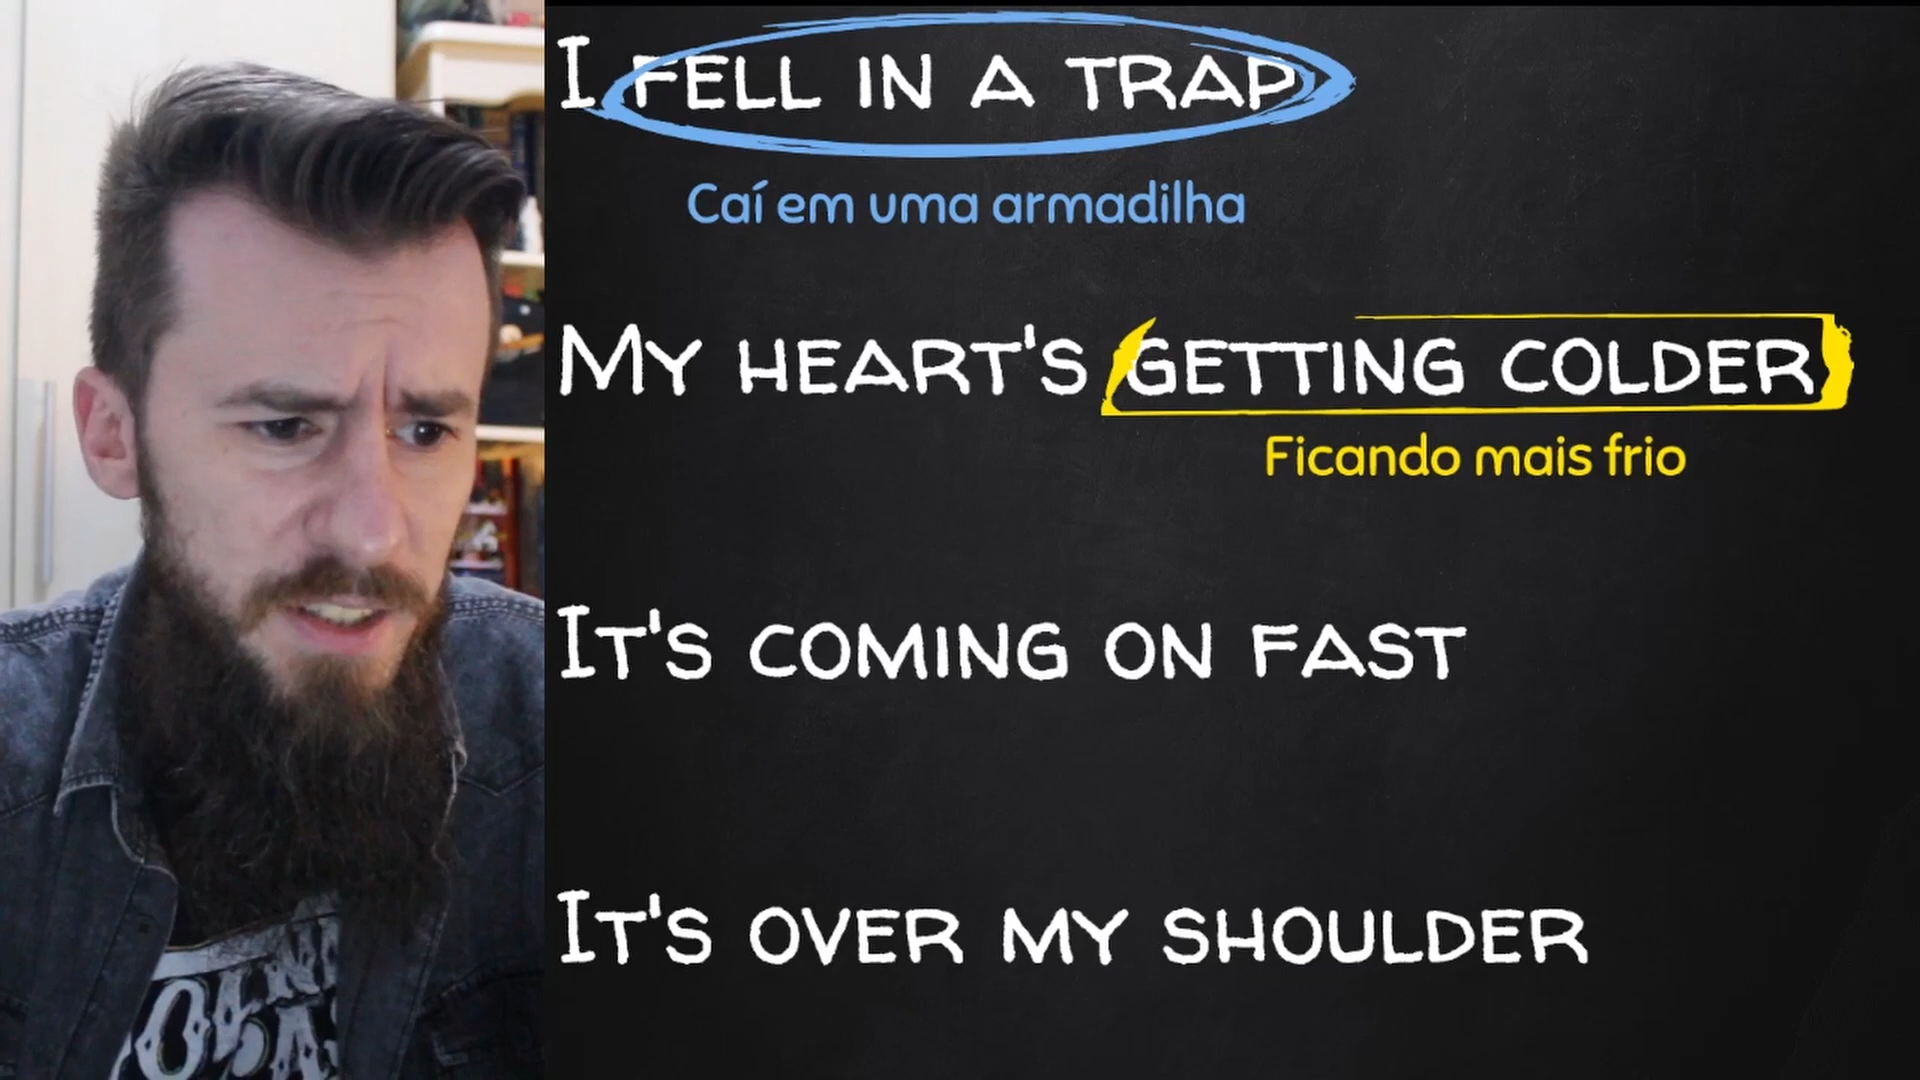 I FELL IN A TRAP
Caí em uma armadilha
MY HEART'S GETTING COLDER
Ficando mais frio
IT'S COMING ON FAST
IT'S OVER MY SHOULDER